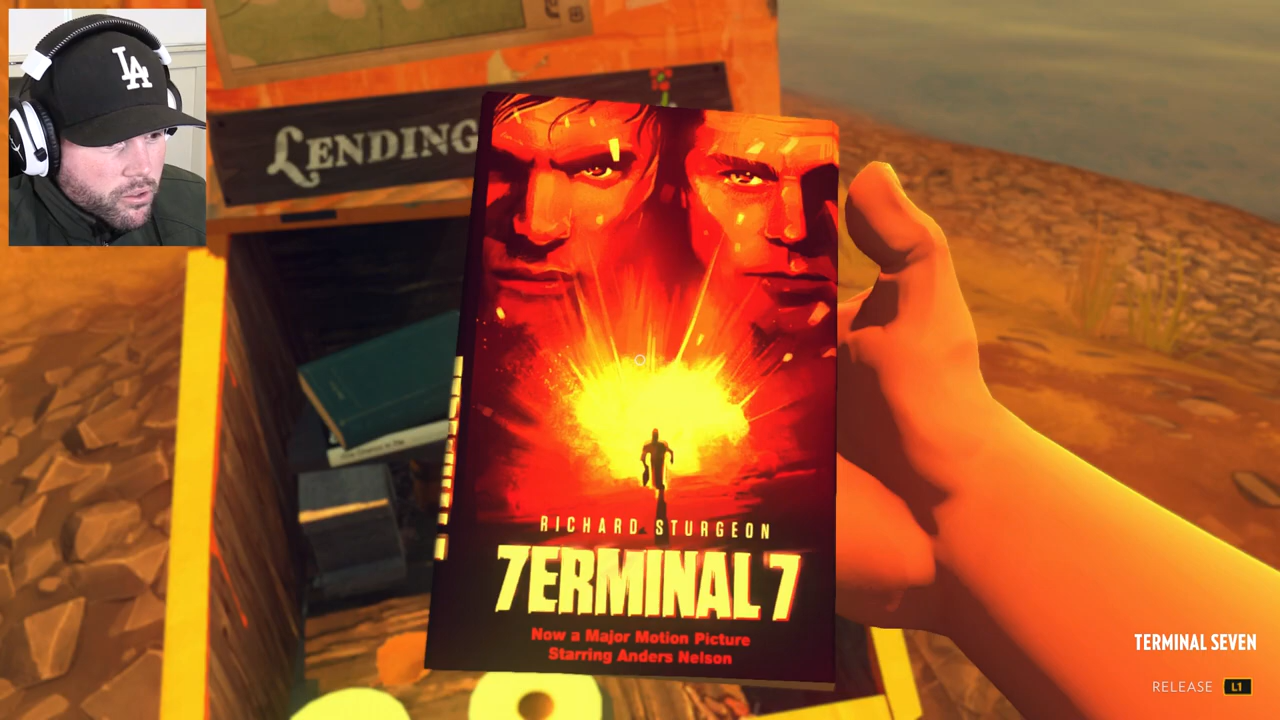 LA
LENDING
RICHARD STURGEON
7ERMINAL 7
Now a Major Motion Picture
Starring Anders Nelson
TERMINAL SEVEN
RELEASE L1